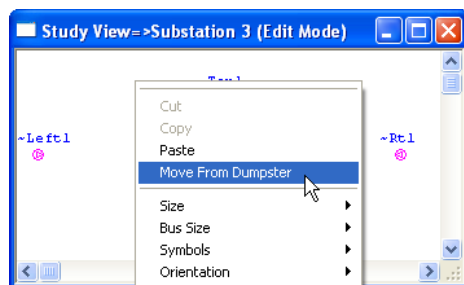 Study View=>Substation 3 (Edit Mode)
Cut
Copy
~Left1
~Rt1
Paste
Move From Dumpster
Size
Bus Size
Symbols
Orientation